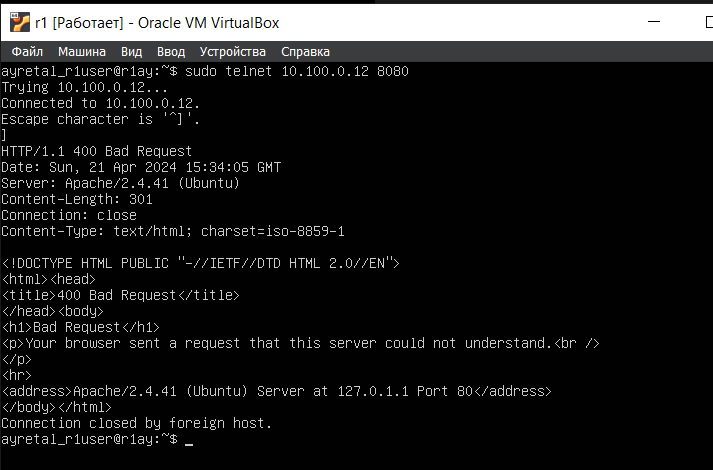 r1 [Работает] - Oracle VM VirtualBox
Файл Машина Вид Ввод Устройства Справка
ayretal_r1user@r1ay:~$ sudo telnet 10.100.0.12 8080
Trying 10.100.0.12...
Connected to 10.100.0.12.
Escape character is '^]'.
]
HTTP/1.1 400 Bad Request
Date: Sun, 21 Apr 2024 15:34:05 GMT
Server: Apache/2.4.41 (Ubuntu)
Content-Length: 301
Connection: close
Content-Type: text/html; charset=iso-8859-1

<!DOCTYPE HTML PUBLIC "-//IETF//DTD HTML 2.0//EN">
<html><head>
<title>400 Bad Request</title>
</head><body>
<h1>Bad Request</h1>
<p>Your browser sent a request that this server could not understand.<br />
</p>
<hr>
<address>Apache/2.4.41 (Ubuntu) Server at 127.0.1.1 Port 80</address>
</body></html>
Connection closed by foreign host.
ayretal_r1user@r1ay:~$ _